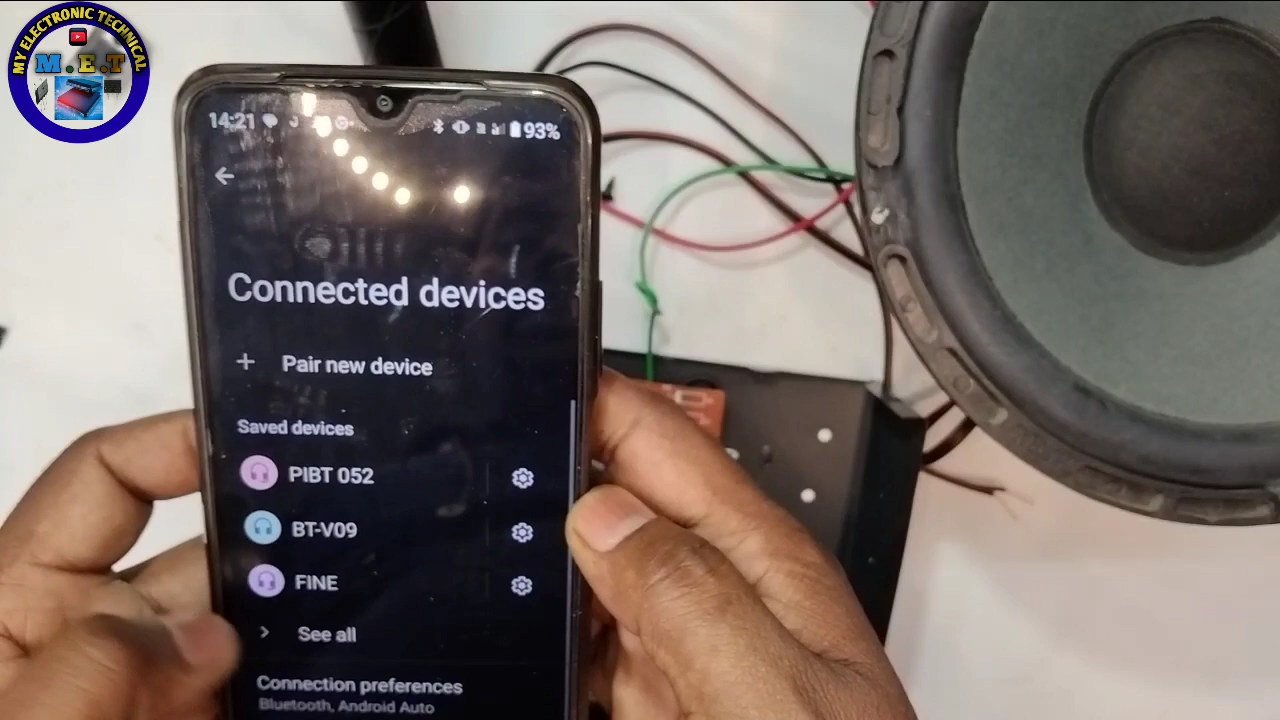 MY ELECTRONIC TECHNICAL
M.E.T
14:21
93%
Connected devices
+ Pair new device
Saved devices
PIBT 052
BT-V09
FINE
See all
Connection preferences
Bluetooth, Android Auto